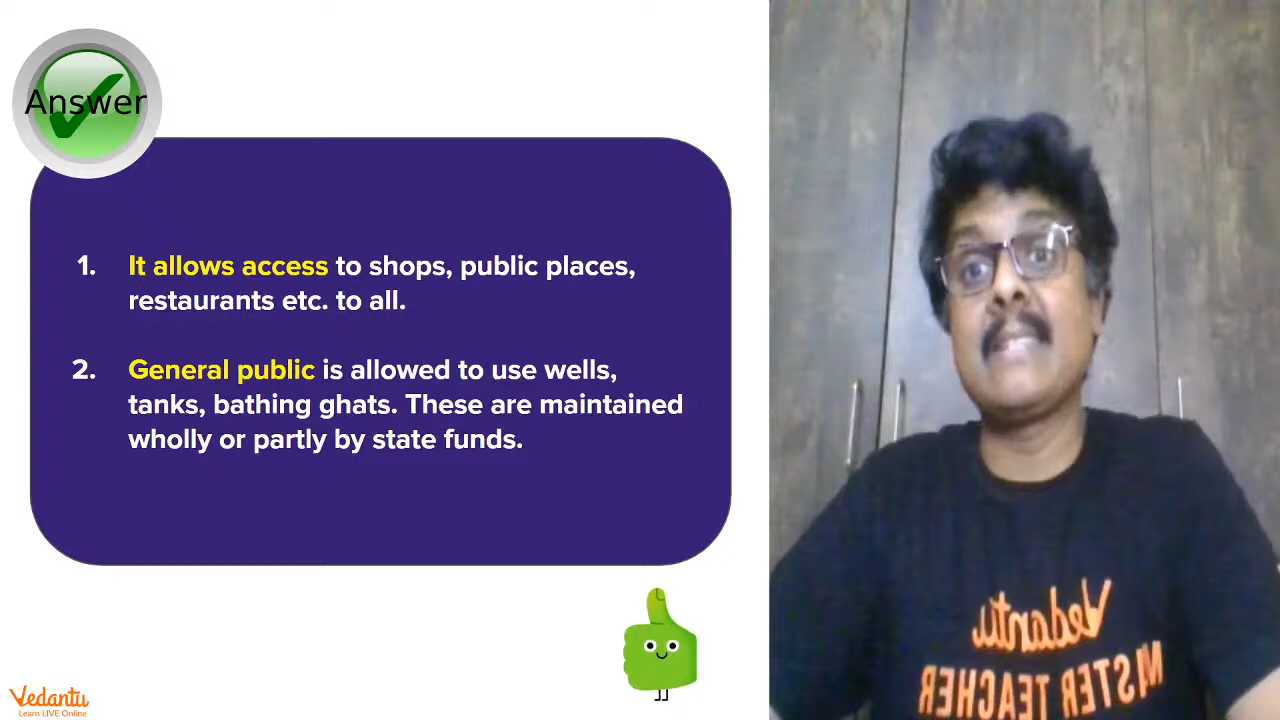 Answer
1. It allows access to shops, public places,
restaurants etc. to all.
2. General public is allowed to use wells,
tanks, bathing ghats. These are maintained
wholly or partly by state funds.
Vedantu
MASTER TEACHER
Vedantu
Learn LIVE Online